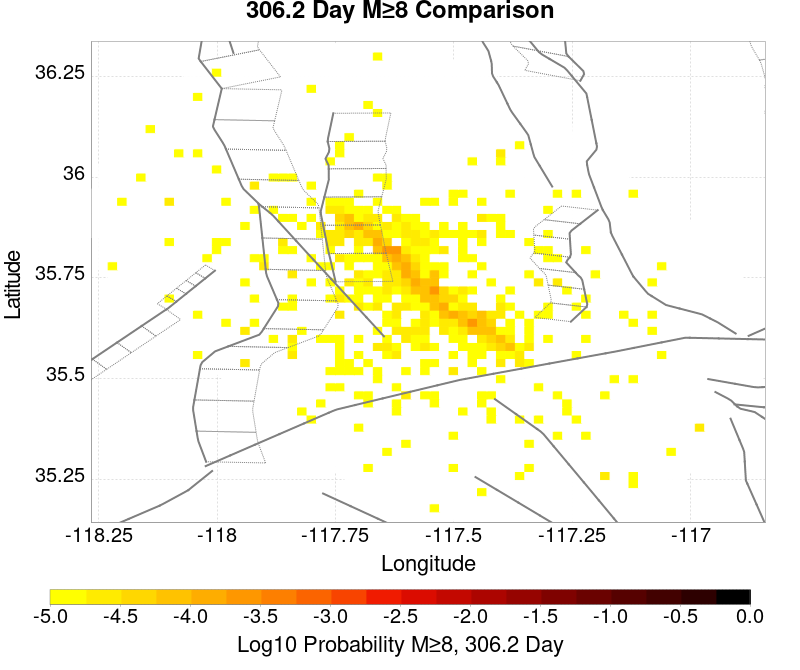 306.2 Day M≥8 Comparison
36.25
36
35.75
35.5
35.25
Latitude
-118.25 -118 -117.75 -117.5 -117.25 -117
Longitude
-5.0 -4.5 -4.0 -3.5 -3.0 -2.5 -2.0 -1.5 -1.0 -0.5 0.0
Log10 Probability M≥8, 306.2 Day